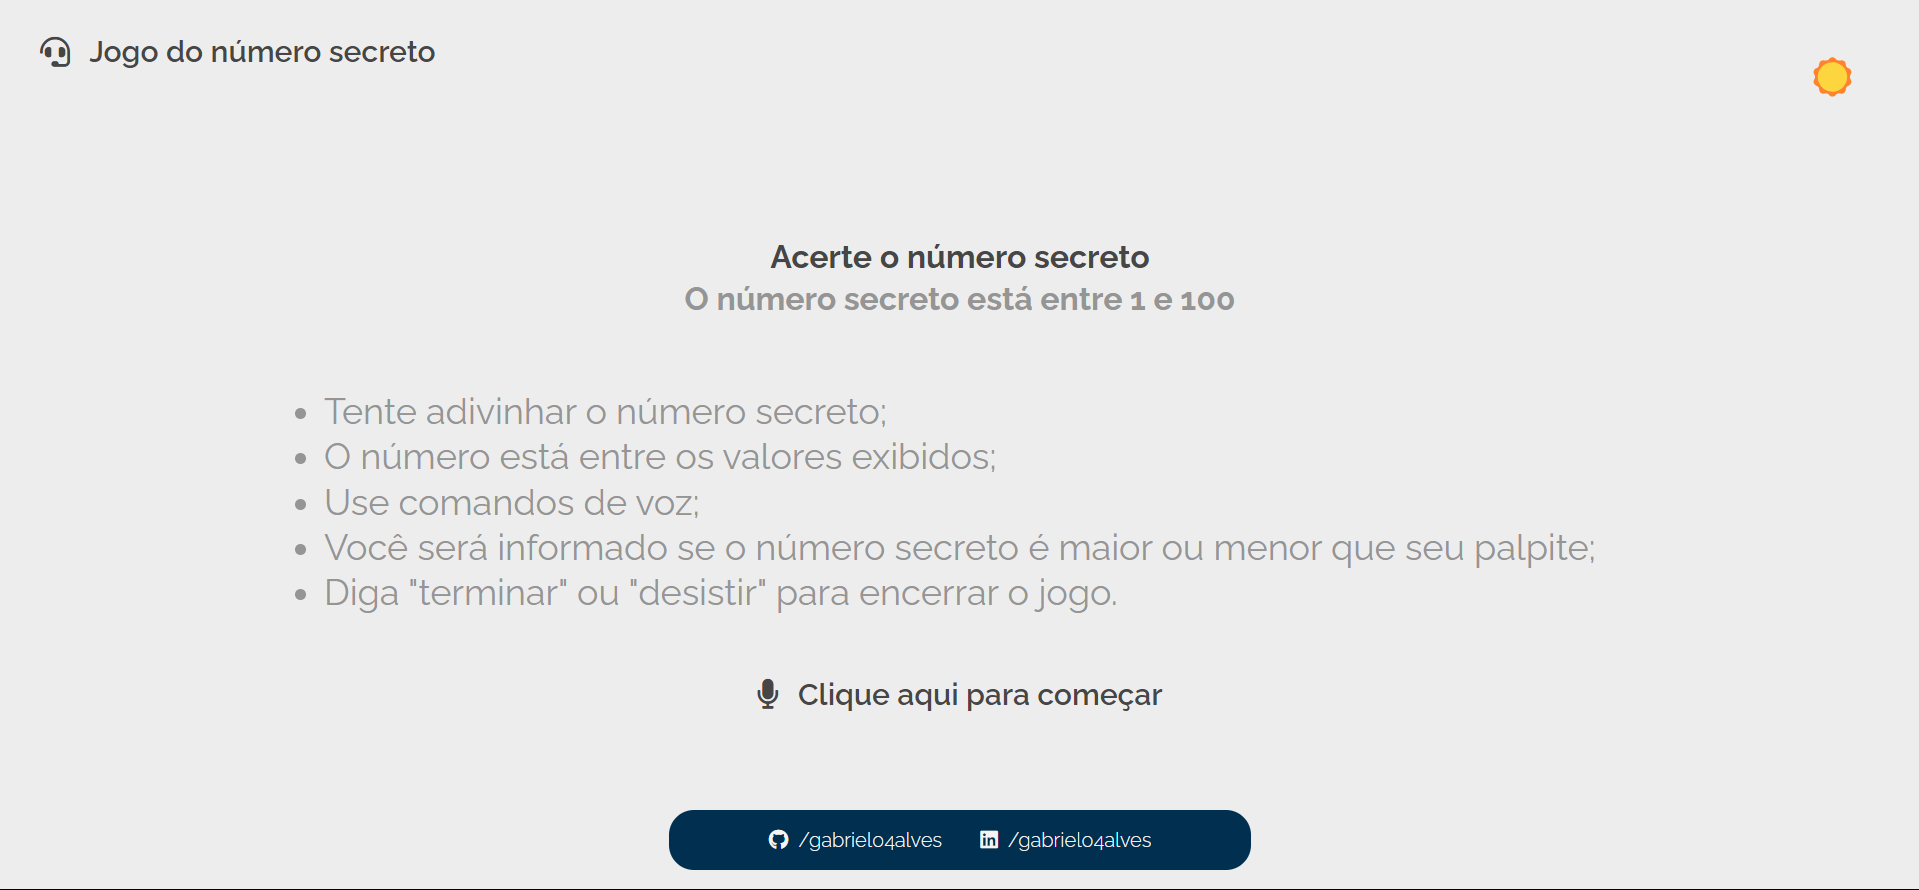 Jogo do número secreto
Acerte o número secreto
O número secreto está entre 1 e 100
Tente adivinhar o número secreto;
O número está entre os valores exibidos;
Use comandos de voz;
Você será informado se o número secreto é maior ou menor que seu palpite;
Diga "terminar" ou "desistir" para encerrar o jogo.
Clique aqui para começar
/gabriel04alves /gabriel04alves